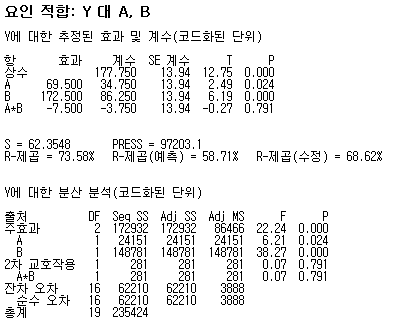 요인 적합: Y 대 A, B
Y에 대한 추정된 효과 및 계수(코드화된 단위)
항 효과 계수 SE 계수 T P
상수 177.750 13.94 12.75 0.000
A 69.500 34.750 13.94 2.49 0.024
B 172.500 86.250 13.94 6.19 0.000
A*B -7.500 -3.750 13.94 -0.27 0.791
S = 62.3548 PRESS = 97203.1
R-제곱 = 73.58% R-제곱(예측) = 58.71% R-제곱(수정) = 68.62%
Y에 대한 분산 분석(코드화된 단위)
출처 DF Seq SS Adj SS Adj MS F P
주효과 2 172932 172932 86466 22.24 0.000
A 1 24151 24151 24151 6.21 0.024
B 1 148781 148781 148781 38.27 0.000
2차 교호작용 1 281 281 281 0.07 0.791
A*B 1 281 281 281 0.07 0.791
잔차 오차 16 62210 62210 3888
순수 오차 16 62210 62210 3888
총계 19 235424